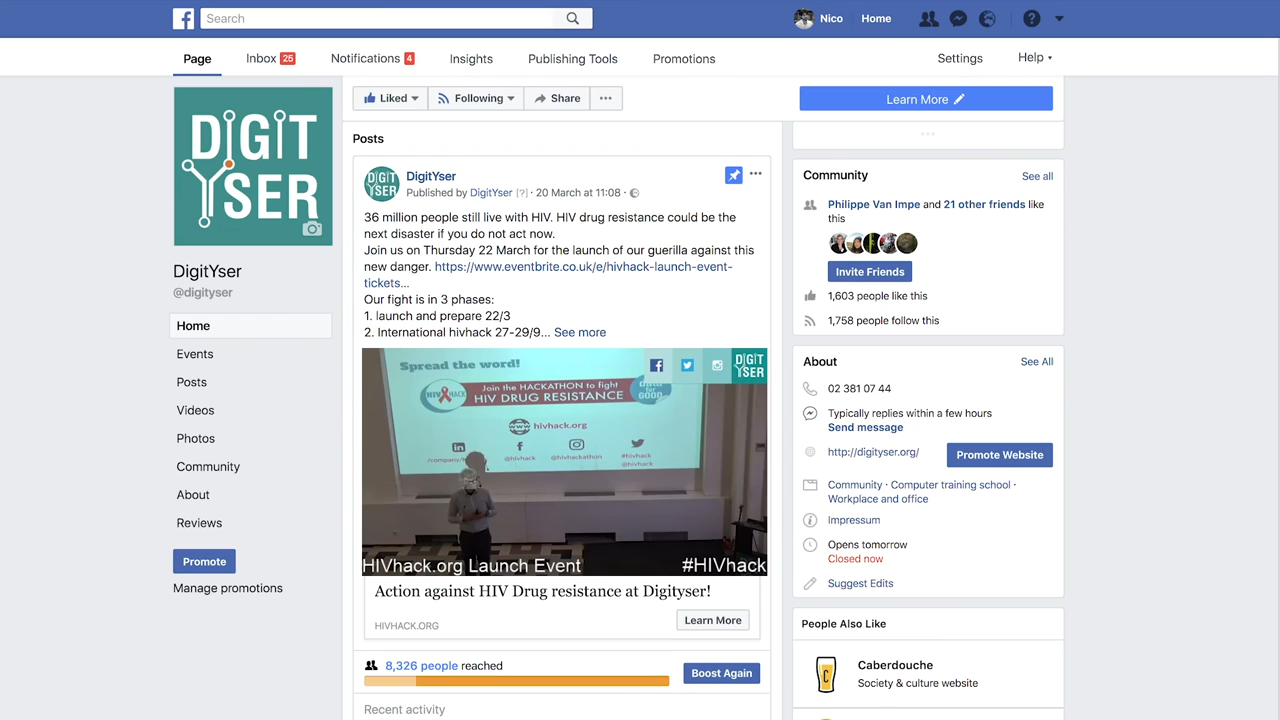 Search
Nico
Home
Page
Inbox 25
Notifications 4
Insights
Publishing Tools
Promotions
Settings
Help
DIGIT
YSER
DigitYser
@digityser
Home
Events
Posts
Videos
Photos
Community
About
Reviews
Promote
Manage promotions
Liked
Following
Share
Learn More
Posts
DIGIT
YSER
DigitYser
Published by DigitYser [?] · 20 March at 11:08 ·
36 million people still live with HIV. HIV drug resistance could be the
next disaster if you do not act now.
Join us on Thursday 22 March for the launch of our guerilla against this
new danger. https://www.eventbrite.co.uk/e/hivhack-launch-event-
tickets...
Our fight is in 3 phases:
1. launch and prepare 22/3
2. International hivhack 27-29/9... See more
Spread the word!
DIGIT
YSER
HIV HACK
Join the HACKATHON to fight
HIV DRUG RESISTANCE
for
GOOD
hivhack.org
@hivhack
@hivhackathon
#hivhack
@hivhack
HIVhack.org Launch Event
#HIVhack
Action against HIV Drug resistance at Digityser!
HIVHACK.ORG
Learn More
8,326 people reached
Boost Again
Recent activity
Community
See all
Philippe Van Impe and 21 other friends like
this
Invite Friends
1,603 people like this
1,758 people follow this
About
See All
02 381 07 44
Typically replies within a few hours
Send message
http://digityser.org/
Promote Website
Community · Computer training school ·
Workplace and office
Impressum
Opens tomorrow
Closed now
Suggest Edits
People Also Like
C
Caberdouche
Society & culture website